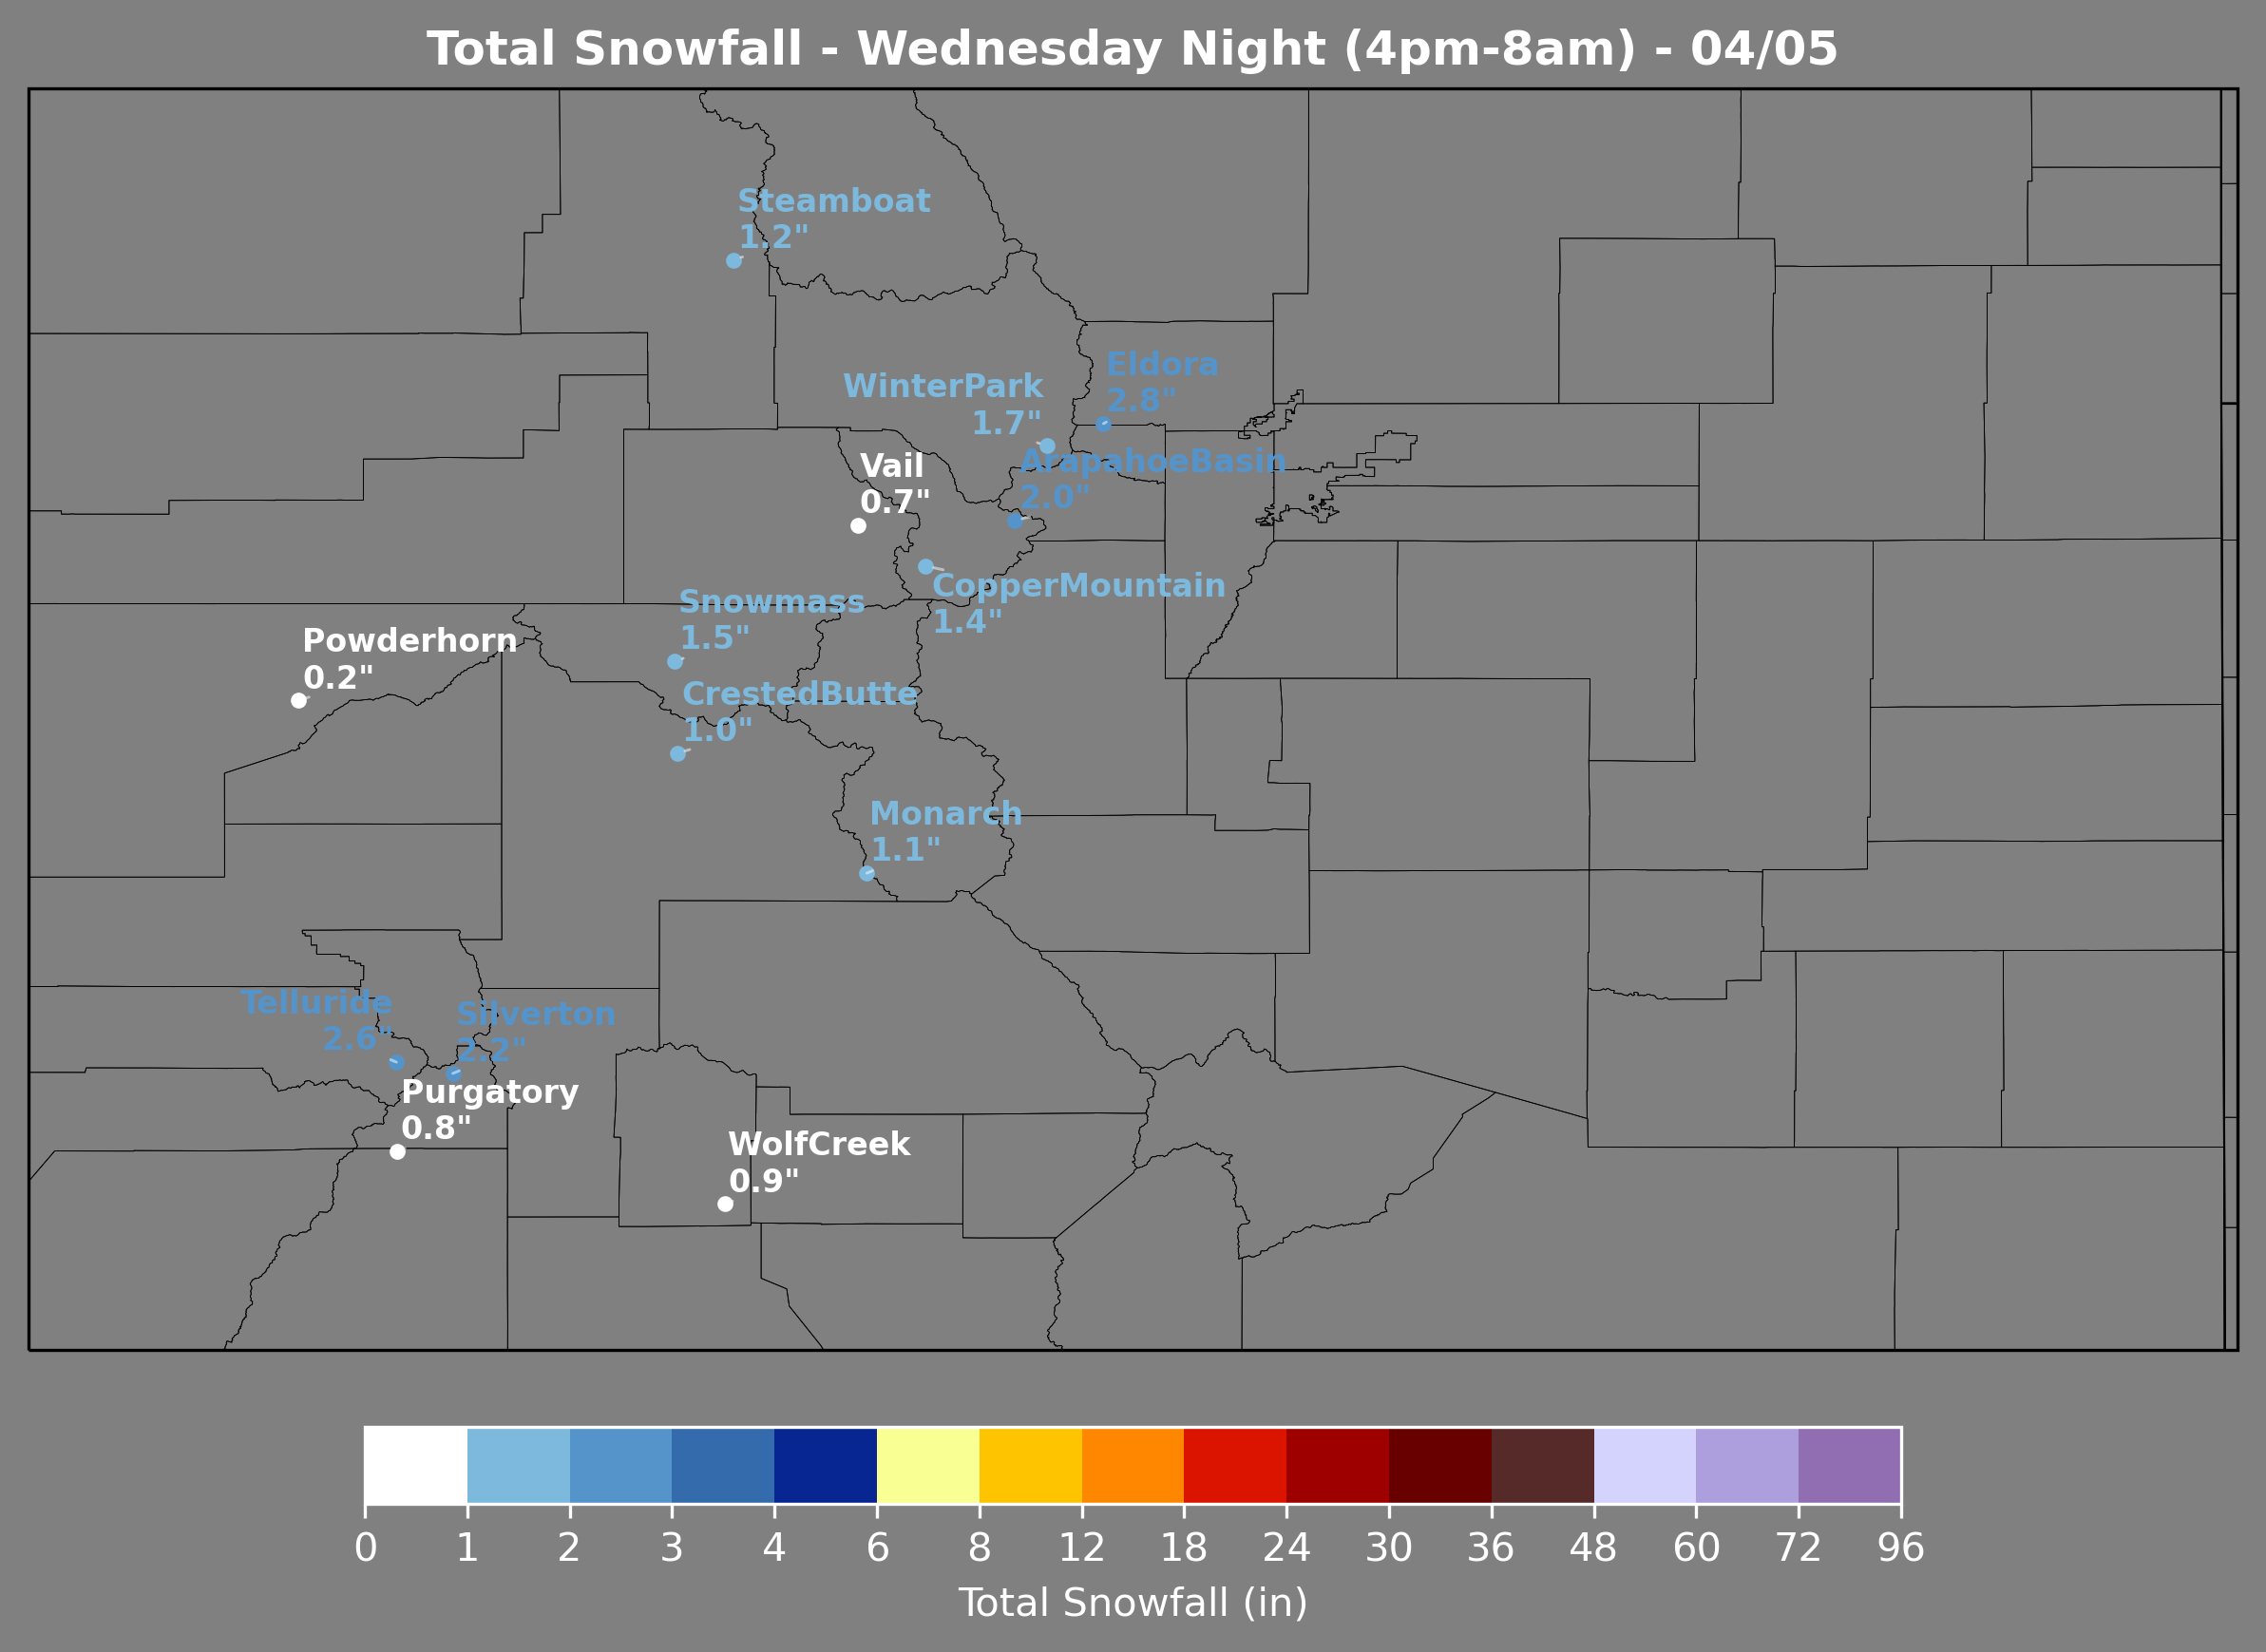 Total Snowfall - Wednesday Night (4pm-8am) - 04/05
Steamboat
1.2"
Eldora
2.8"
WinterPark
1.7"
Vail
0.7"
ArapahoeBasin
2.0"
CopperMountain
1.4"
Snowmass
1.5"
Powderhorn
0.2"
CrestedButte
1.0"
Monarch
1.1"
Telluride
2.6"
Silverton
2.2"
Purgatory
0.8"
WolfCreek
0.9"
0 1 2 3 4 6 8 12 18 24 30 36 48 60 72 96
Total Snowfall (in)